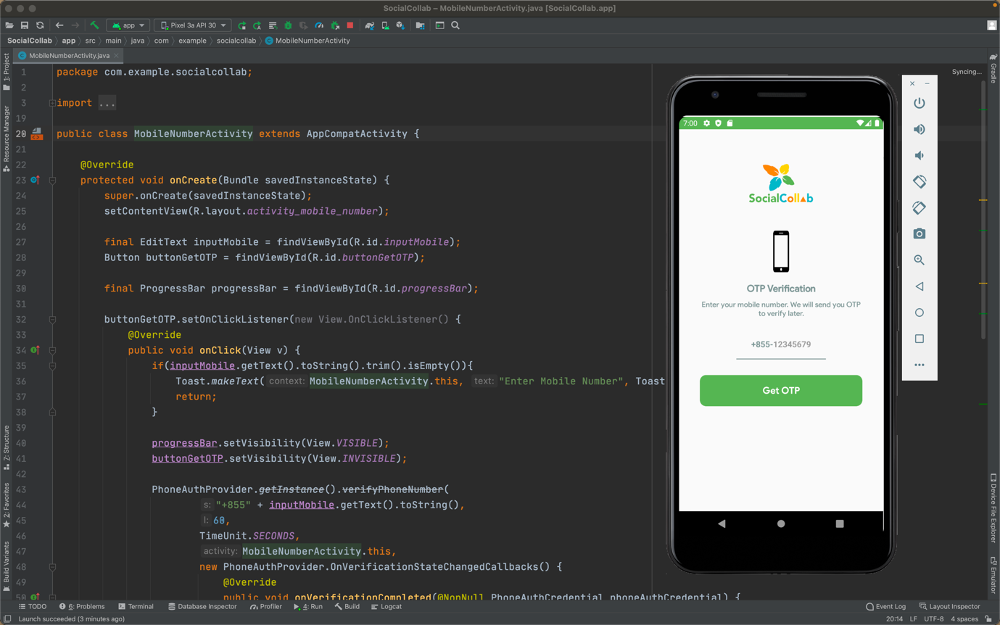 SocialCollab – MobileNumberActivity.java [SocialCollab.app]
app
Pixel 3a API 30
SocialCollab
app
src
main
java
com
example
socialcollab
MobileNumberActivity
MobileNumberActivity.java
1: Project
Resource Manager
Z: Structure
2: Favorites
Build Variants
1 package com.example.socialcollab;
2
3 import ...
19
20 public class MobileNumberActivity extends AppCompatActivity {
21
22 @Override
23 protected void onCreate(Bundle savedInstanceState) {
24 super.onCreate(savedInstanceState);
25 setContentView(R.layout.activity_mobile_number);
26
27 final EditText inputMobile = findViewById(R.id.inputMobile);
28 Button buttonGetOTP = findViewById(R.id.buttonGetOTP);
29
30 final ProgressBar progressBar = findViewById(R.id.progressBar);
31
32 buttonGetOTP.setOnClickListener(new View.OnClickListener() {
33 @Override
34 public void onClick(View v) {
35 if(inputMobile.getText().toString().trim().isEmpty()){
36 Toast.makeText( context: MobileNumberActivity.this, text: "Enter Mobile Number", Toast
37 return;
38 }
39
40 progressBar.setVisibility(View.VISIBLE);
41 buttonGetOTP.setVisibility(View.INVISIBLE);
42
43 PhoneAuthProvider.getInstance().verifyPhoneNumber(
44 s: "+855" + inputMobile.getText().toString(),
45 l: 60,
46 TimeUnit.SECONDS,
47 activity: MobileNumberActivity.this,
48 new PhoneAuthProvider.OnVerificationStateChangedCallbacks() {
49 @Override
50 public void onVerificationCompleted(@NonNull PhoneAuthCredential phoneAuthCredential) {
7:00
SocialCollab
OTP Verification
Enter your mobile number. We will send you OTP
to verify later.
+855-12345679
Get OTP
Syncing...
Gradle
Device File Explorer
Emulator
TODO
6: Problems
Terminal
Database Inspector
Profiler
4: Run
Build
Logcat
Event Log
Layout Inspector
Launch succeeded (3 minutes ago)
20:14
LF
UTF-8
4 spaces